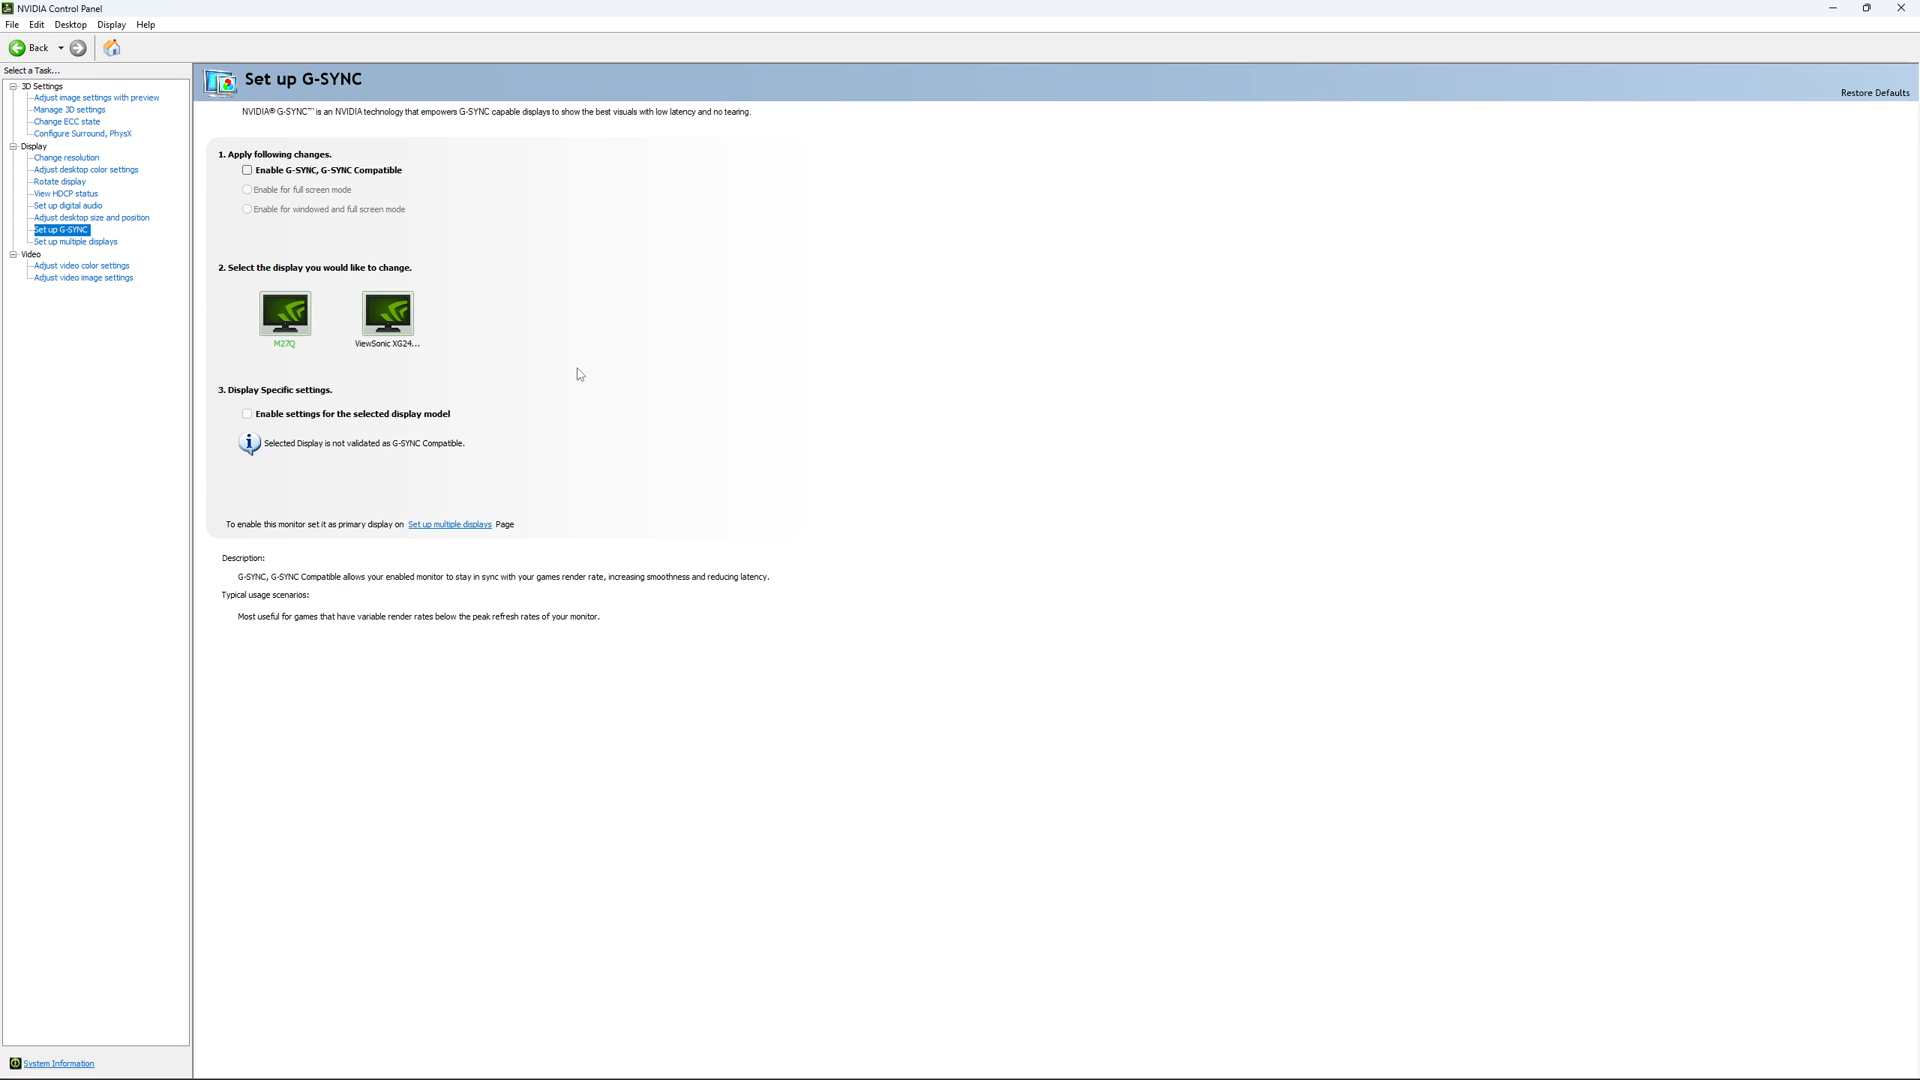 NVIDIA Control Panel
File Edit Desktop Display Help
Back
Select a Task...
3D Settings
Adjust image settings with preview
Manage 3D settings
Change ECC state
Configure Surround, PhysX
Display
Change resolution
Adjust desktop color settings
Rotate display
View HDCP status
Set up digital audio
Adjust desktop size and position
Set up G-SYNC
Set up multiple displays
Video
Adjust video color settings
Adjust video image settings
System Information
Set up G-SYNC
Restore Defaults
NVIDIA® G-SYNC™ is an NVIDIA technology that empowers G-SYNC capable displays to show the best visuals with low latency and no tearing.
1. Apply following changes.
Enable G-SYNC, G-SYNC Compatible
Enable for full screen mode
Enable for windowed and full screen mode
2. Select the display you would like to change.
M27Q ViewSonic XG24...
3. Display Specific settings.
Enable settings for the selected display model
Selected Display is not validated as G-SYNC Compatible.
To enable this monitor set it as primary display on Set up multiple displays Page
Description:
G-SYNC, G-SYNC Compatible allows your enabled monitor to stay in sync with your games render rate, increasing smoothness and reducing latency.
Typical usage scenarios:
Most useful for games that have variable render rates below the peak refresh rates of your monitor.